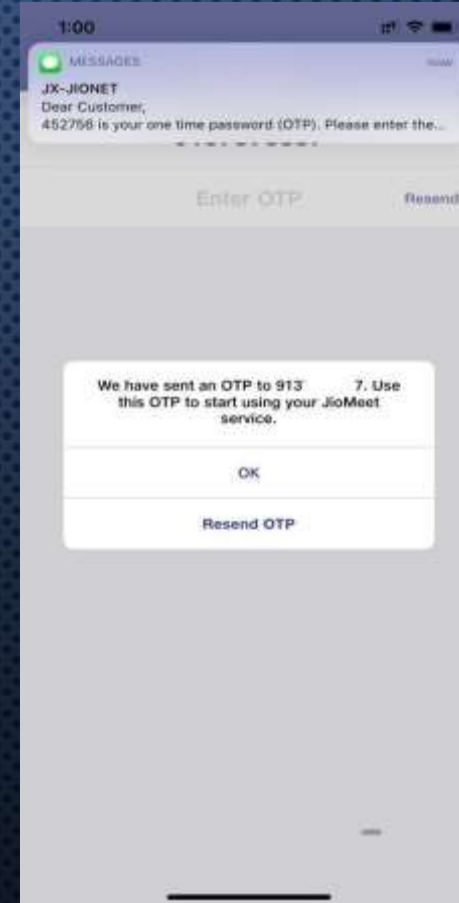 1:00
MESSAGES
now
JX-JIONET
Dear Customer,
452756 is your one time password (OTP). Please enter the...
Enter OTP
Resend
We have sent an OTP to 913 7. Use
this OTP to start using your JioMeet
service.
OK
Resend OTP